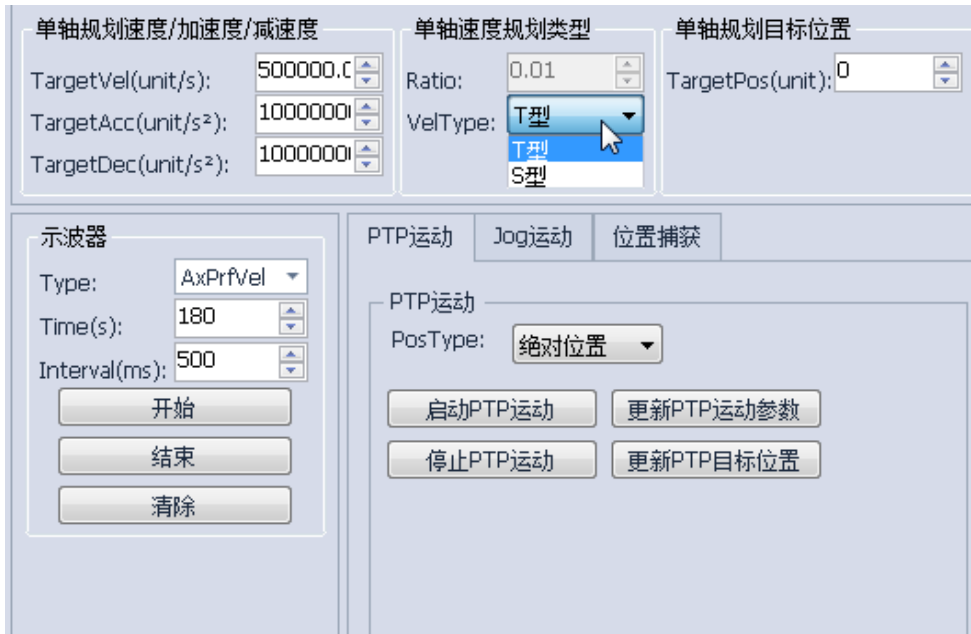 单轴规划速度/加速度/减速度
TargetVel(unit/s):
500000.0
TargetAcc(unit/s²):
1000000
TargetDec(unit/s²):
1000000
单轴速度规划类型
Ratio:
0.01
VelType:
T型
T型
S型
单轴规划目标位置
TargetPos(unit):
0
示波器
Type:
AxPrfVel
Time(s):
180
Interval(ms):
500
开始
结束
清除
PTP运动
Jog运动
位置捕获
PTP运动
PosType:
绝对位置
启动PTP运动
更新PTP运动参数
停止PTP运动
更新PTP目标位置